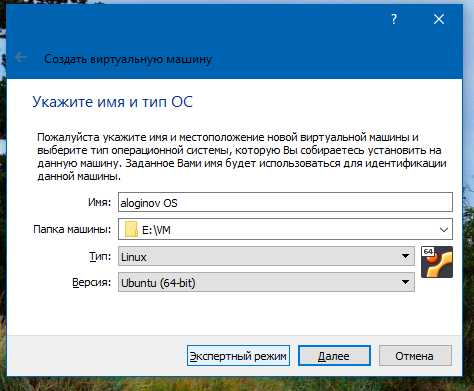 ?
Создать виртуальную машину
Укажите имя и тип ОС
Пожалуйста укажите имя и местоположение новой виртуальной машины и
выберите тип операционной системы, которую Вы собираетесь установить на
данную машину. Заданное Вами имя будет использоваться для идентификации
данной машины.
Имя: aloginov OS
Папка машины: E:\VM
Тип: Linux
64
Версия: Ubuntu (64-bit)
Экспертный режим Далее Отмена